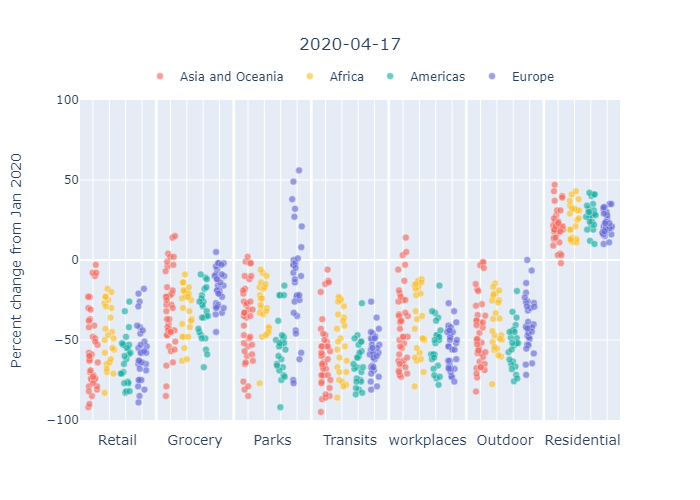 2020-04-17
Asia and Oceania Africa Americas Europe
Percent change from Jan 2020
100
50
0
−50
−100
Retail Grocery Parks Transits workplaces Outdoor Residential